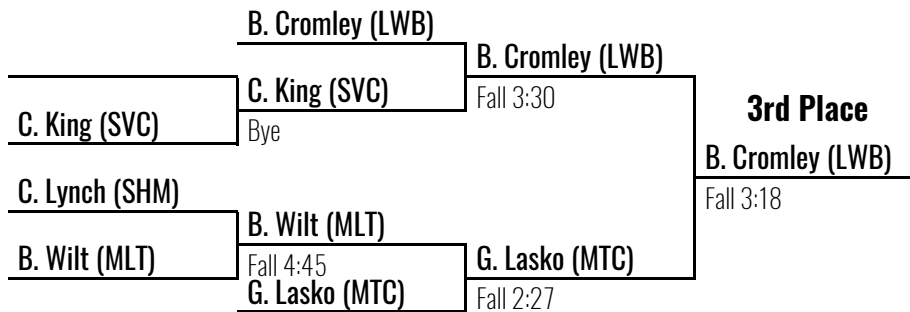 B. Cromley (LWB)
B. Cromley (LWB)
C. King (SVC)
Fall 3:30
3rd Place
C. King (SVC)
Bye
B. Cromley (LWB)
C. Lynch (SHM)
Fall 3:18
B. Wilt (MLT)
B. Wilt (MLT)
Fall 4:45
G. Lasko (MTC)
G. Lasko (MTC)
Fall 2:27